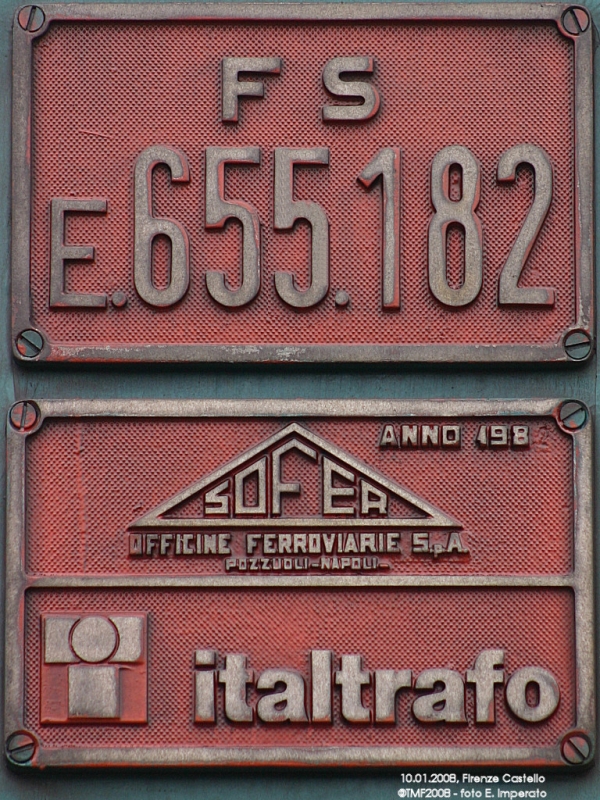 FS
E.655.182
ANNO 198
SOFER
OFFICINE FERROVIARIE S.p.A.
POZZUOLI-NAPOLI-
italtrafo
10.01.2008, Firenze Castello
@TMF2008 - foto E. Imperato